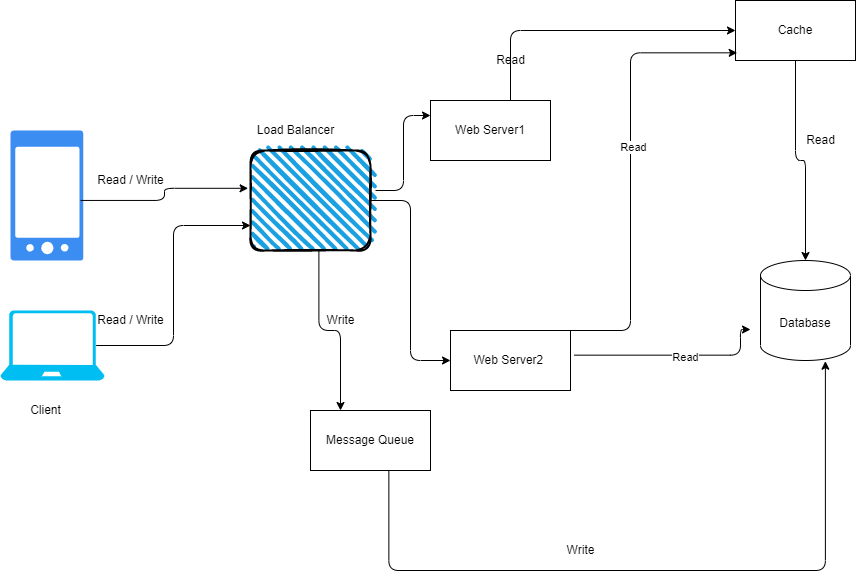 Cache
Read
Web Server1
Load Balancer
Read
Read
Read / Write
Read / Write
Write
Database
Web Server2
Read
Client
Message Queue
Write